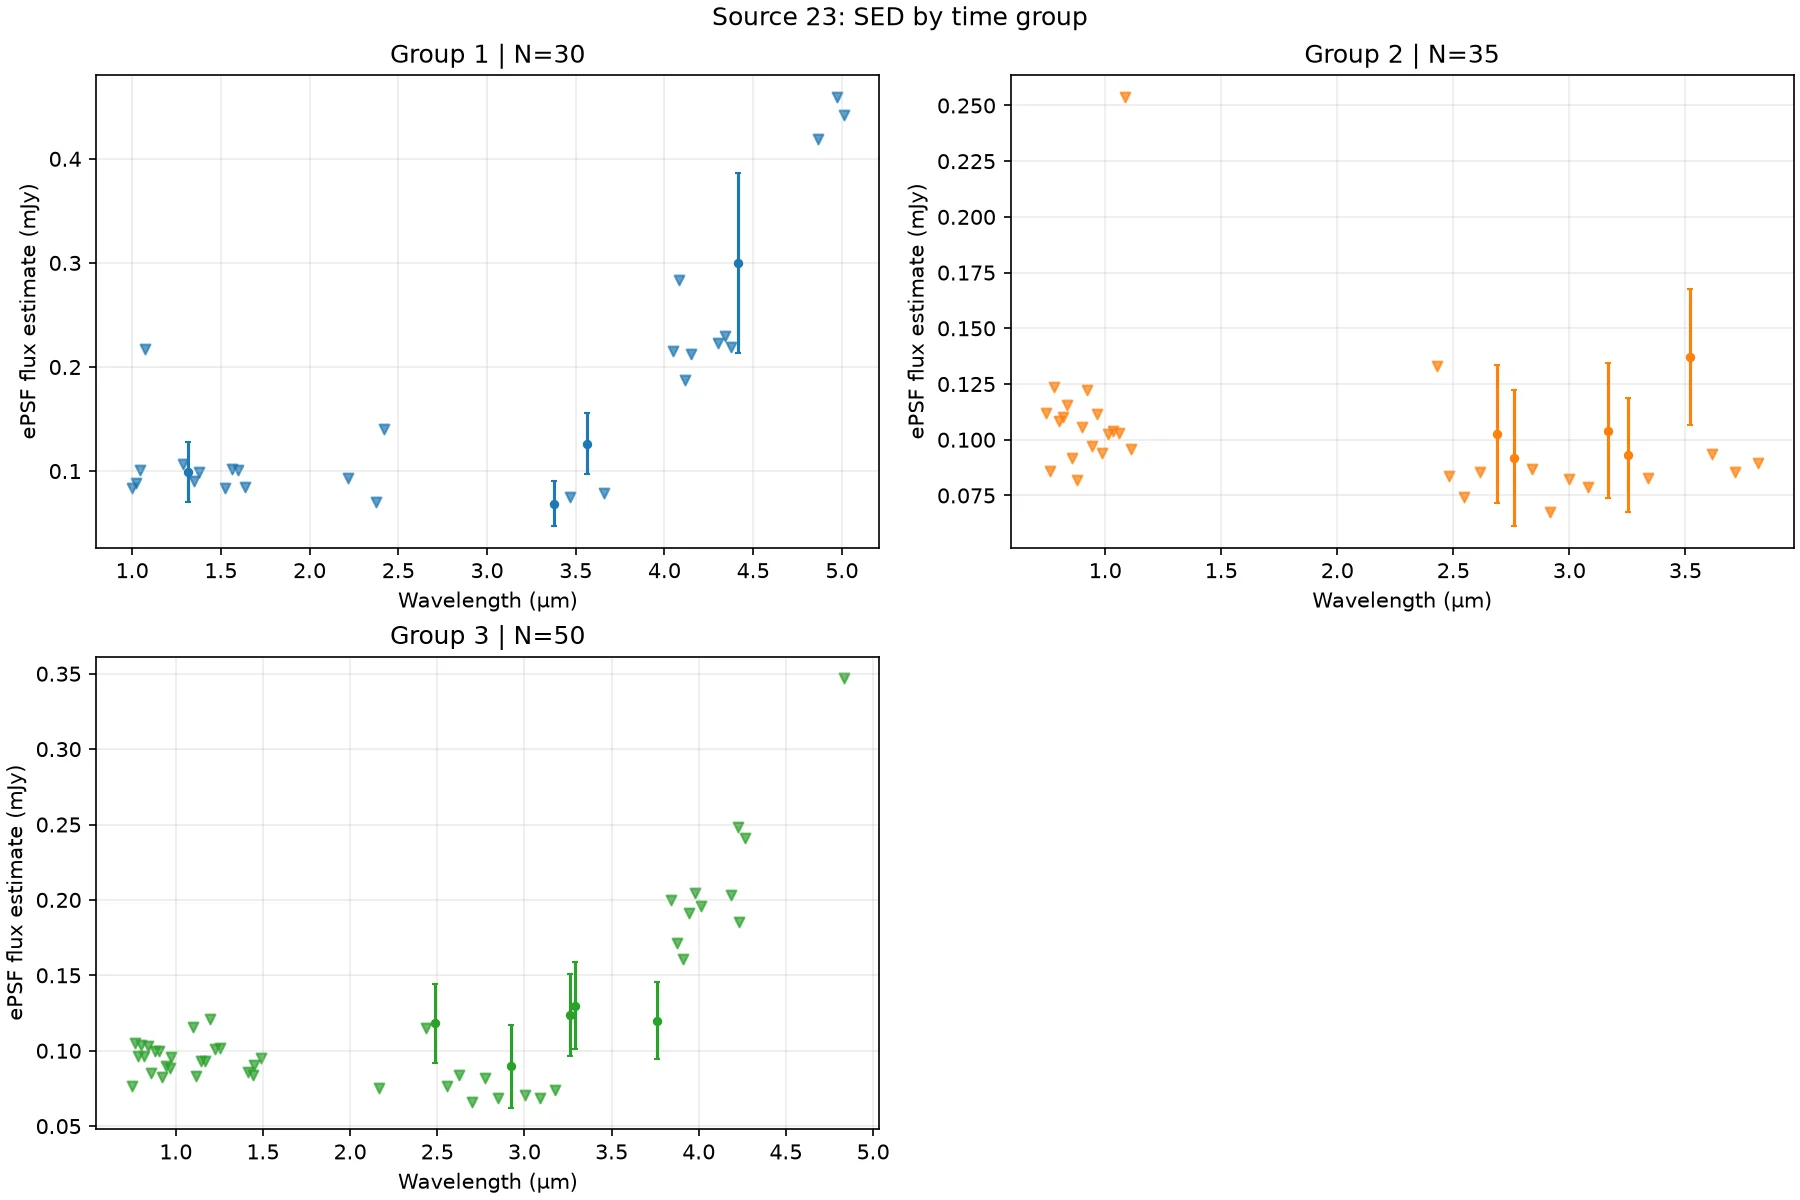 Source 23: SED by time group
Group 1 | N=30
ePSF flux estimate (mJy)
0.4
0.3
0.2
0.1
1.0 1.5 2.0 2.5 3.0 3.5 4.0 4.5 5.0
Wavelength (µm)
Group 2 | N=35
ePSF flux estimate (mJy)
0.250
0.225
0.200
0.175
0.150
0.125
0.100
0.075
1.0 1.5 2.0 2.5 3.0 3.5
Wavelength (µm)
Group 3 | N=50
ePSF flux estimate (mJy)
0.35
0.30
0.25
0.20
0.15
0.10
0.05
1.0 1.5 2.0 2.5 3.0 3.5 4.0 4.5 5.0
Wavelength (µm)